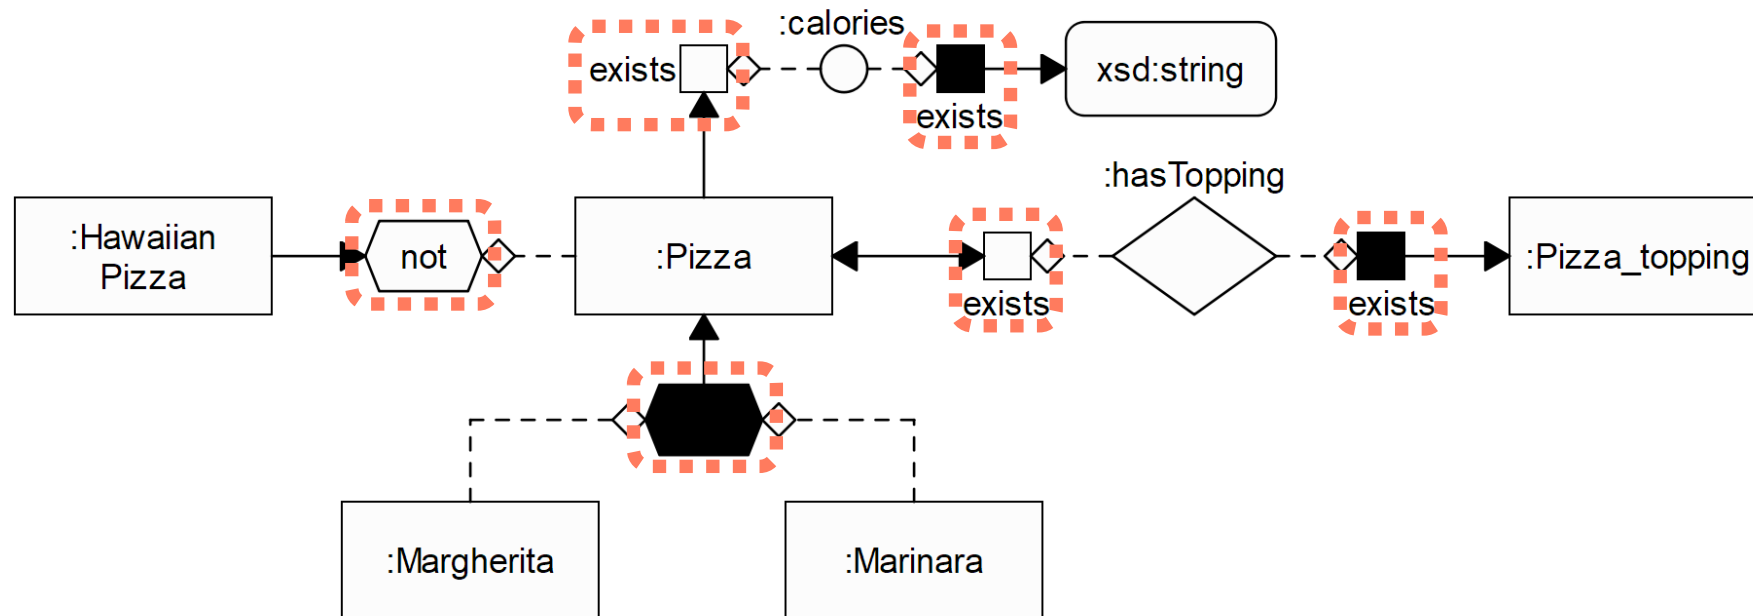 :calories
exists
xsd:string
exists
:hasTopping
:Hawaiian
Pizza
not
:Pizza
exists
exists
:Pizza_topping
:Margherita
:Marinara